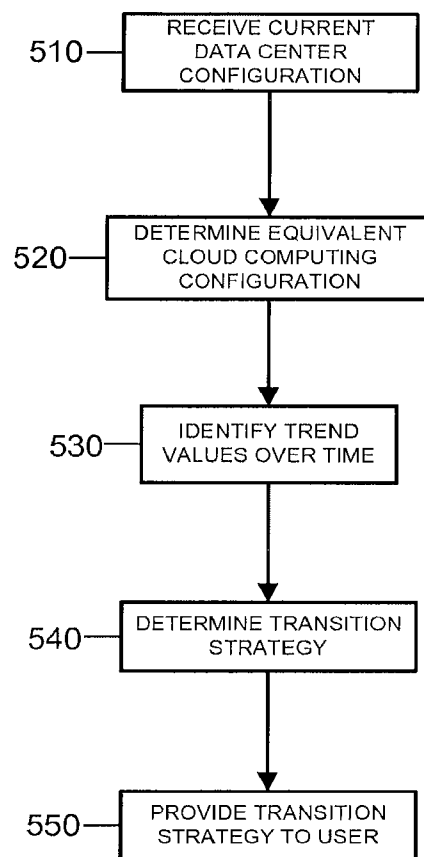 510
RECEIVE CURRENT
DATA CENTER
CONFIGURATION
520
DETERMINE EQUIVALENT
CLOUD COMPUTING
CONFIGURATION
530
IDENTIFY TREND
VALUES OVER TIME
540
DETERMINE TRANSITION
STRATEGY
550
PROVIDE TRANSITION
STRATEGY TO USER